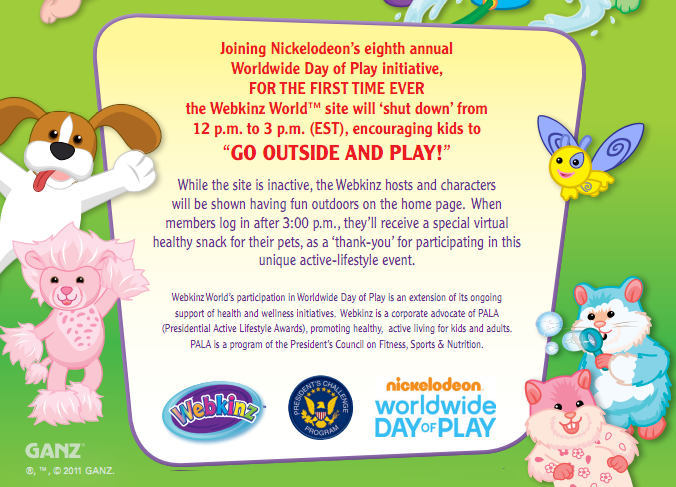 Joining Nickelodeon's eighth annual
Worldwide Day of Play initiative,
FOR THE FIRST TIME EVER
the Webkinz World™ site will 'shut down' from
12 p.m. to 3 p.m. (EST), encouraging kids to
"GO OUTSIDE AND PLAY!"
While the site is inactive, the Webkinz hosts and characters
will be shown having fun outdoors on the home page. When
members log in after 3:00 p.m., they'll receive a special virtual
healthy snack for their pets, as a 'thank-you' for participating in this
unique active-lifestyle event.
Webkinz World's participation in Worldwide Day of Play is an extension of its ongoing
support of health and wellness initiatives. Webkinz is a corporate advocate of PALA
(Presidential Active Lifestyle Awards), promoting healthy, active living for kids and adults.
PALA is a program of the President's Council on Fitness, Sports & Nutrition.
Webkinz
PRESIDENT'S CHALLENGE
PROGRAM
nickelodeon
worldwide
DAY OF PLAY
GANZ
®, ™, © 2011 GANZ.